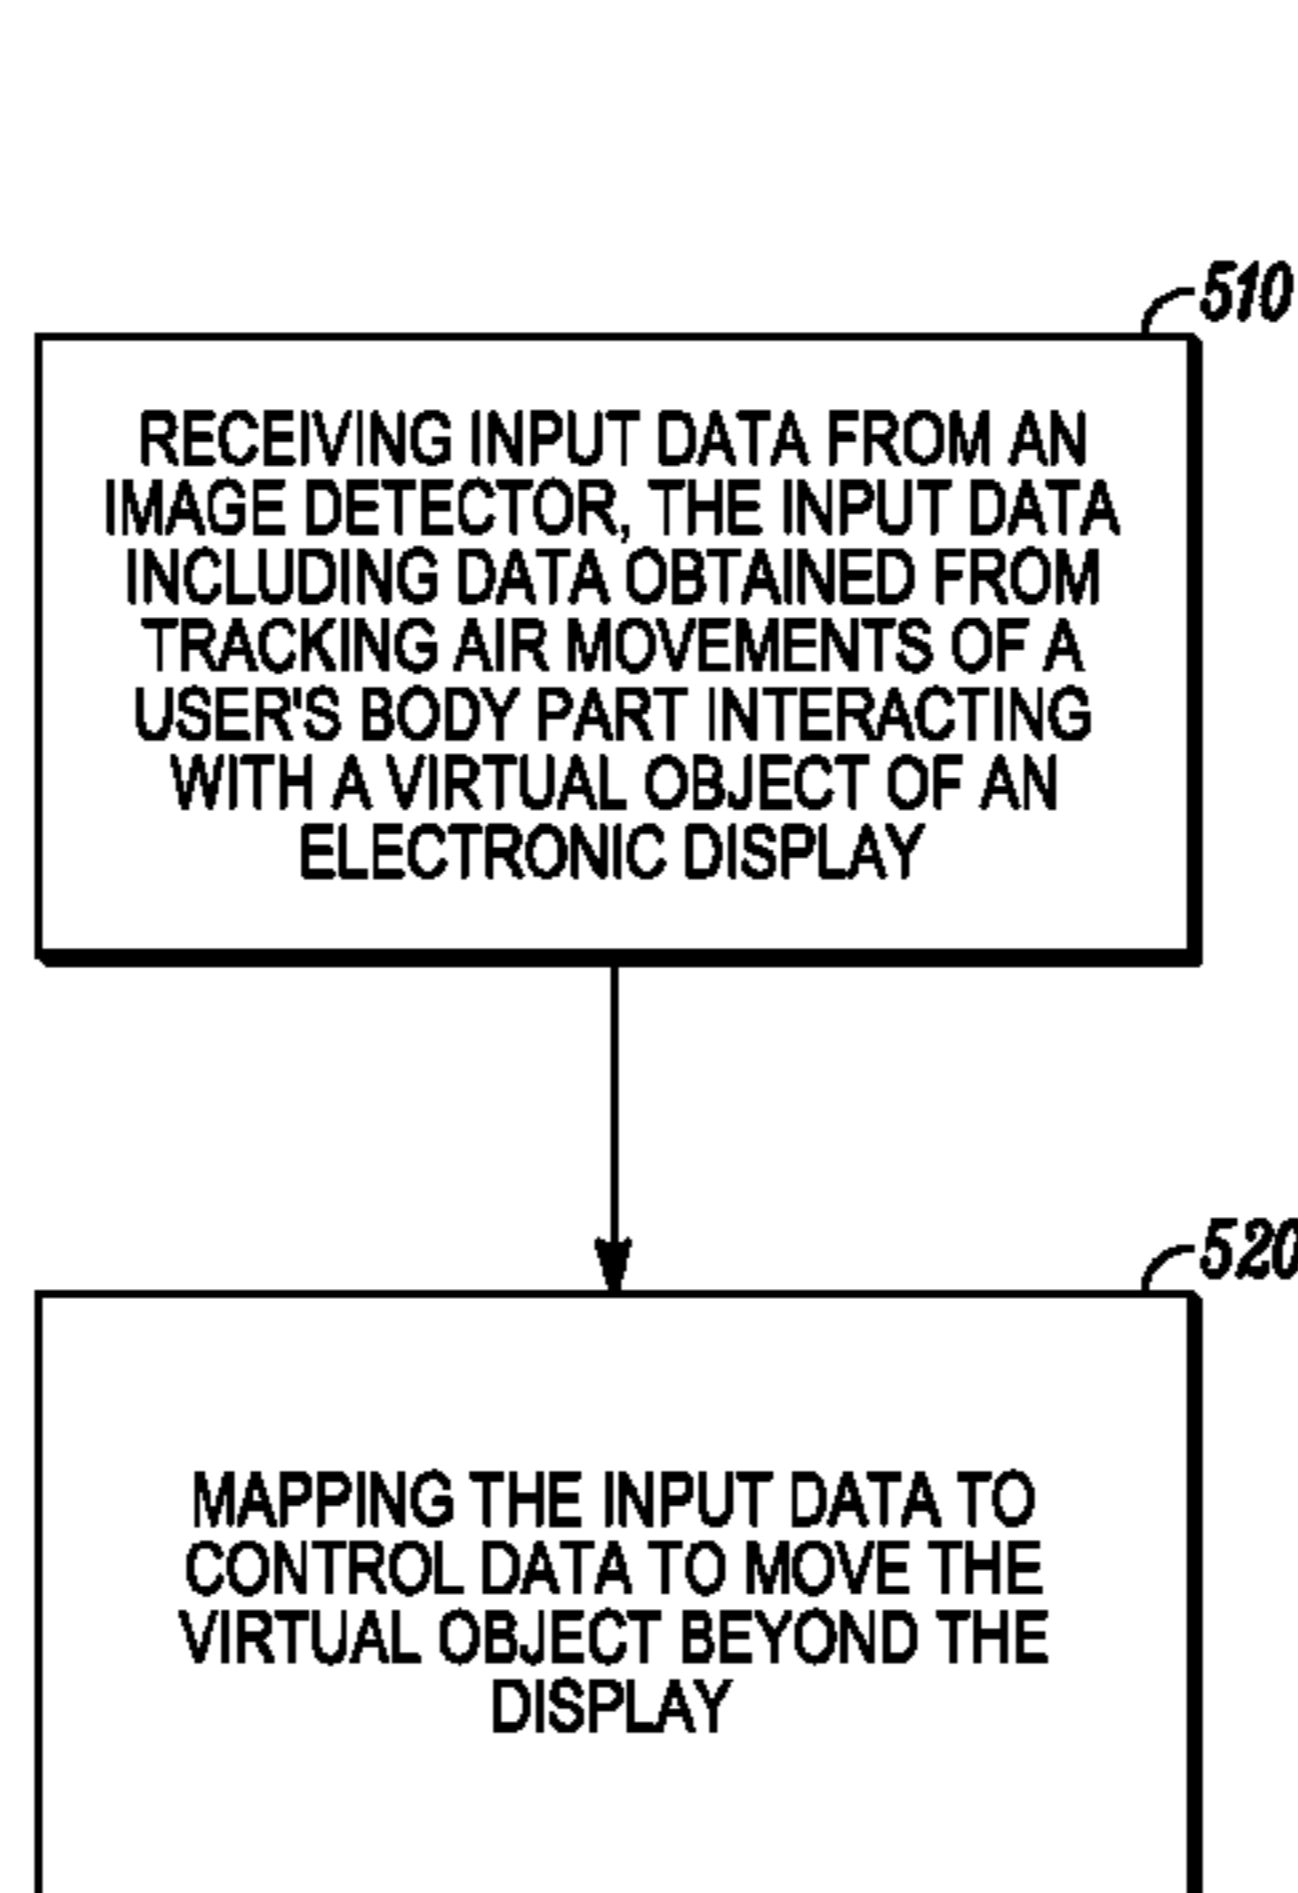 510
RECEIVING INPUT DATA FROM AN
IMAGE DETECTOR, THE INPUT DATA
INCLUDING DATA OBTAINED FROM
TRACKING AIR MOVEMENTS OF A
USER'S BODY PART INTERACTING
WITH A VIRTUAL OBJECT OF AN
ELECTRONIC DISPLAY
520
MAPPING THE INPUT DATA TO
CONTROL DATA TO MOVE THE
VIRTUAL OBJECT BEYOND THE
DISPLAY